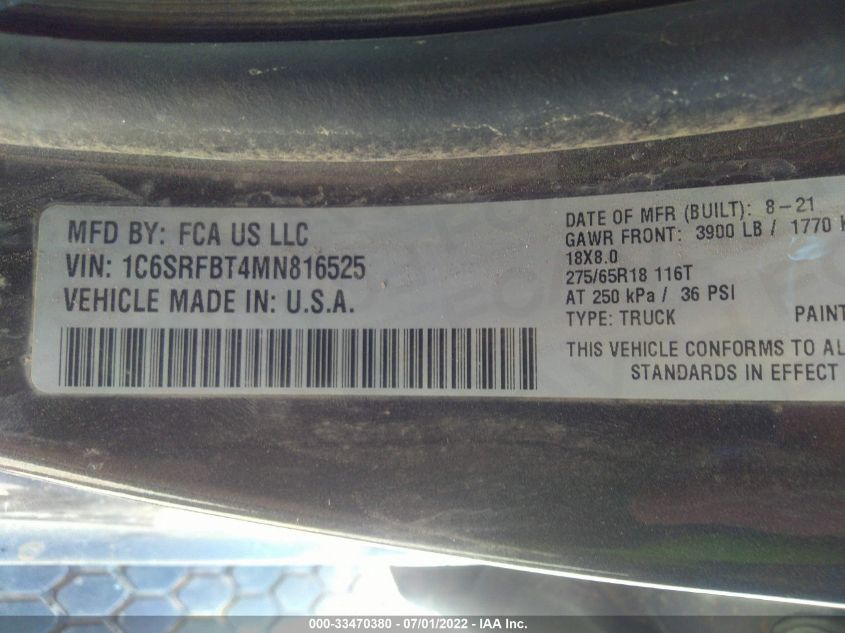 MFD BY: FCA US LLC
VIN: 1C6SRFBT4MN816525
VEHICLE MADE IN: U.S.A.
DATE OF MFR (BUILT): 8-21
GAWR FRONT: 3900 LB / 1770
18X8.0
275/65R18 116T
AT 250 kPa / 36 PSI
TYPE: TRUCK PAINT
THIS VEHICLE CONFORMS TO
STANDARDS IN EFFECT
000-33470380 - 07/01/2022 - IAA Inc.